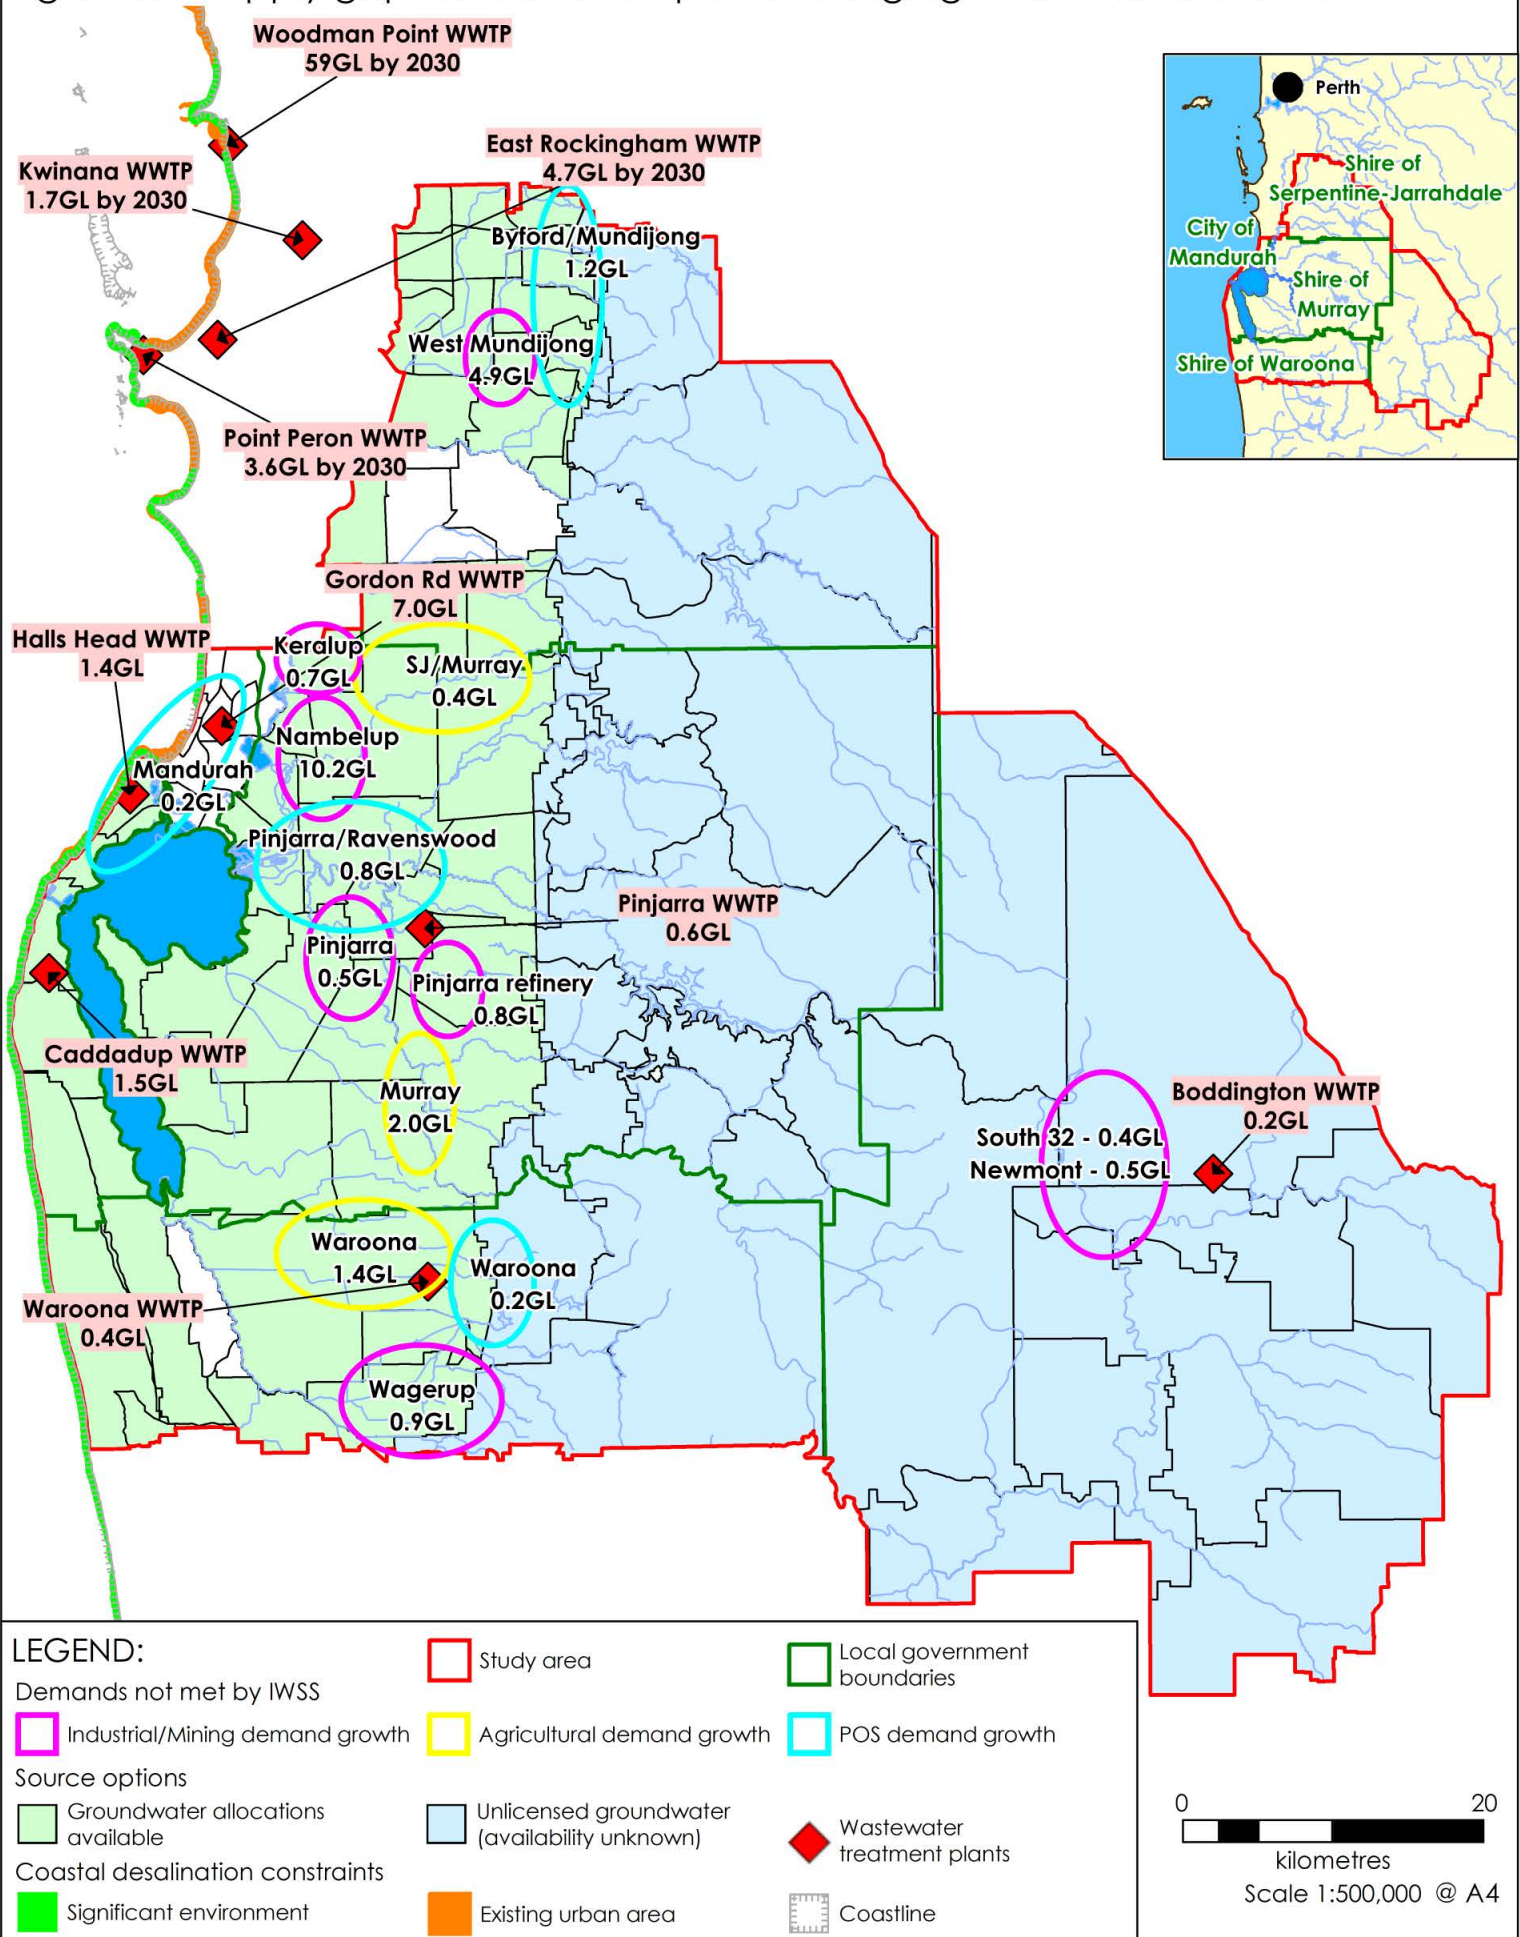 Woodman Point WWTP
59GL by 2030
Perth
East Rockingham WWTP
4.7GL by 2030
Kwinana WWTP
1.7GL by 2030
Shire of
Serpentine-Jarrahdale
City of
Mandurah
Shire of
Murray
Shire of Waroona
Byford/Mundijong
1.2GL
West Mundijong
4.9GL
Point Peron WWTP
3.6GL by 2030
Gordon Rd WWTP
7.0GL
Halls Head WWTP
1.4GL
Keralup
0.7GL
SJ/Murray
0.4GL
Nambelup
10.2GL
Mandurah
0.2GL
Pinjarra/Ravenswood
0.8GL
Pinjarra WWTP
0.6GL
Pinjarra
0.5GL
Pinjarra refinery
0.8GL
Caddadup WWTP
1.5GL
Murray
2.0GL
Boddington WWTP
0.2GL
South 32 - 0.4GL
Newmont - 0.5GL
Waroona
1.4GL
Waroona
0.2GL
Waroona WWTP
0.4GL
Wagerup
0.9GL
LEGEND:
Study area
Local government
boundaries
Demands not met by IWSS
Industrial/Mining demand growth
Agricultural demand growth
POS demand growth
Source options
Groundwater allocations
available
Unlicensed groundwater
(availability unknown)
Wastewater
treatment plants
Coastal desalination constraints
Significant environment
Existing urban area
Coastline
0 20
kilometres
Scale 1:500,000 @ A4